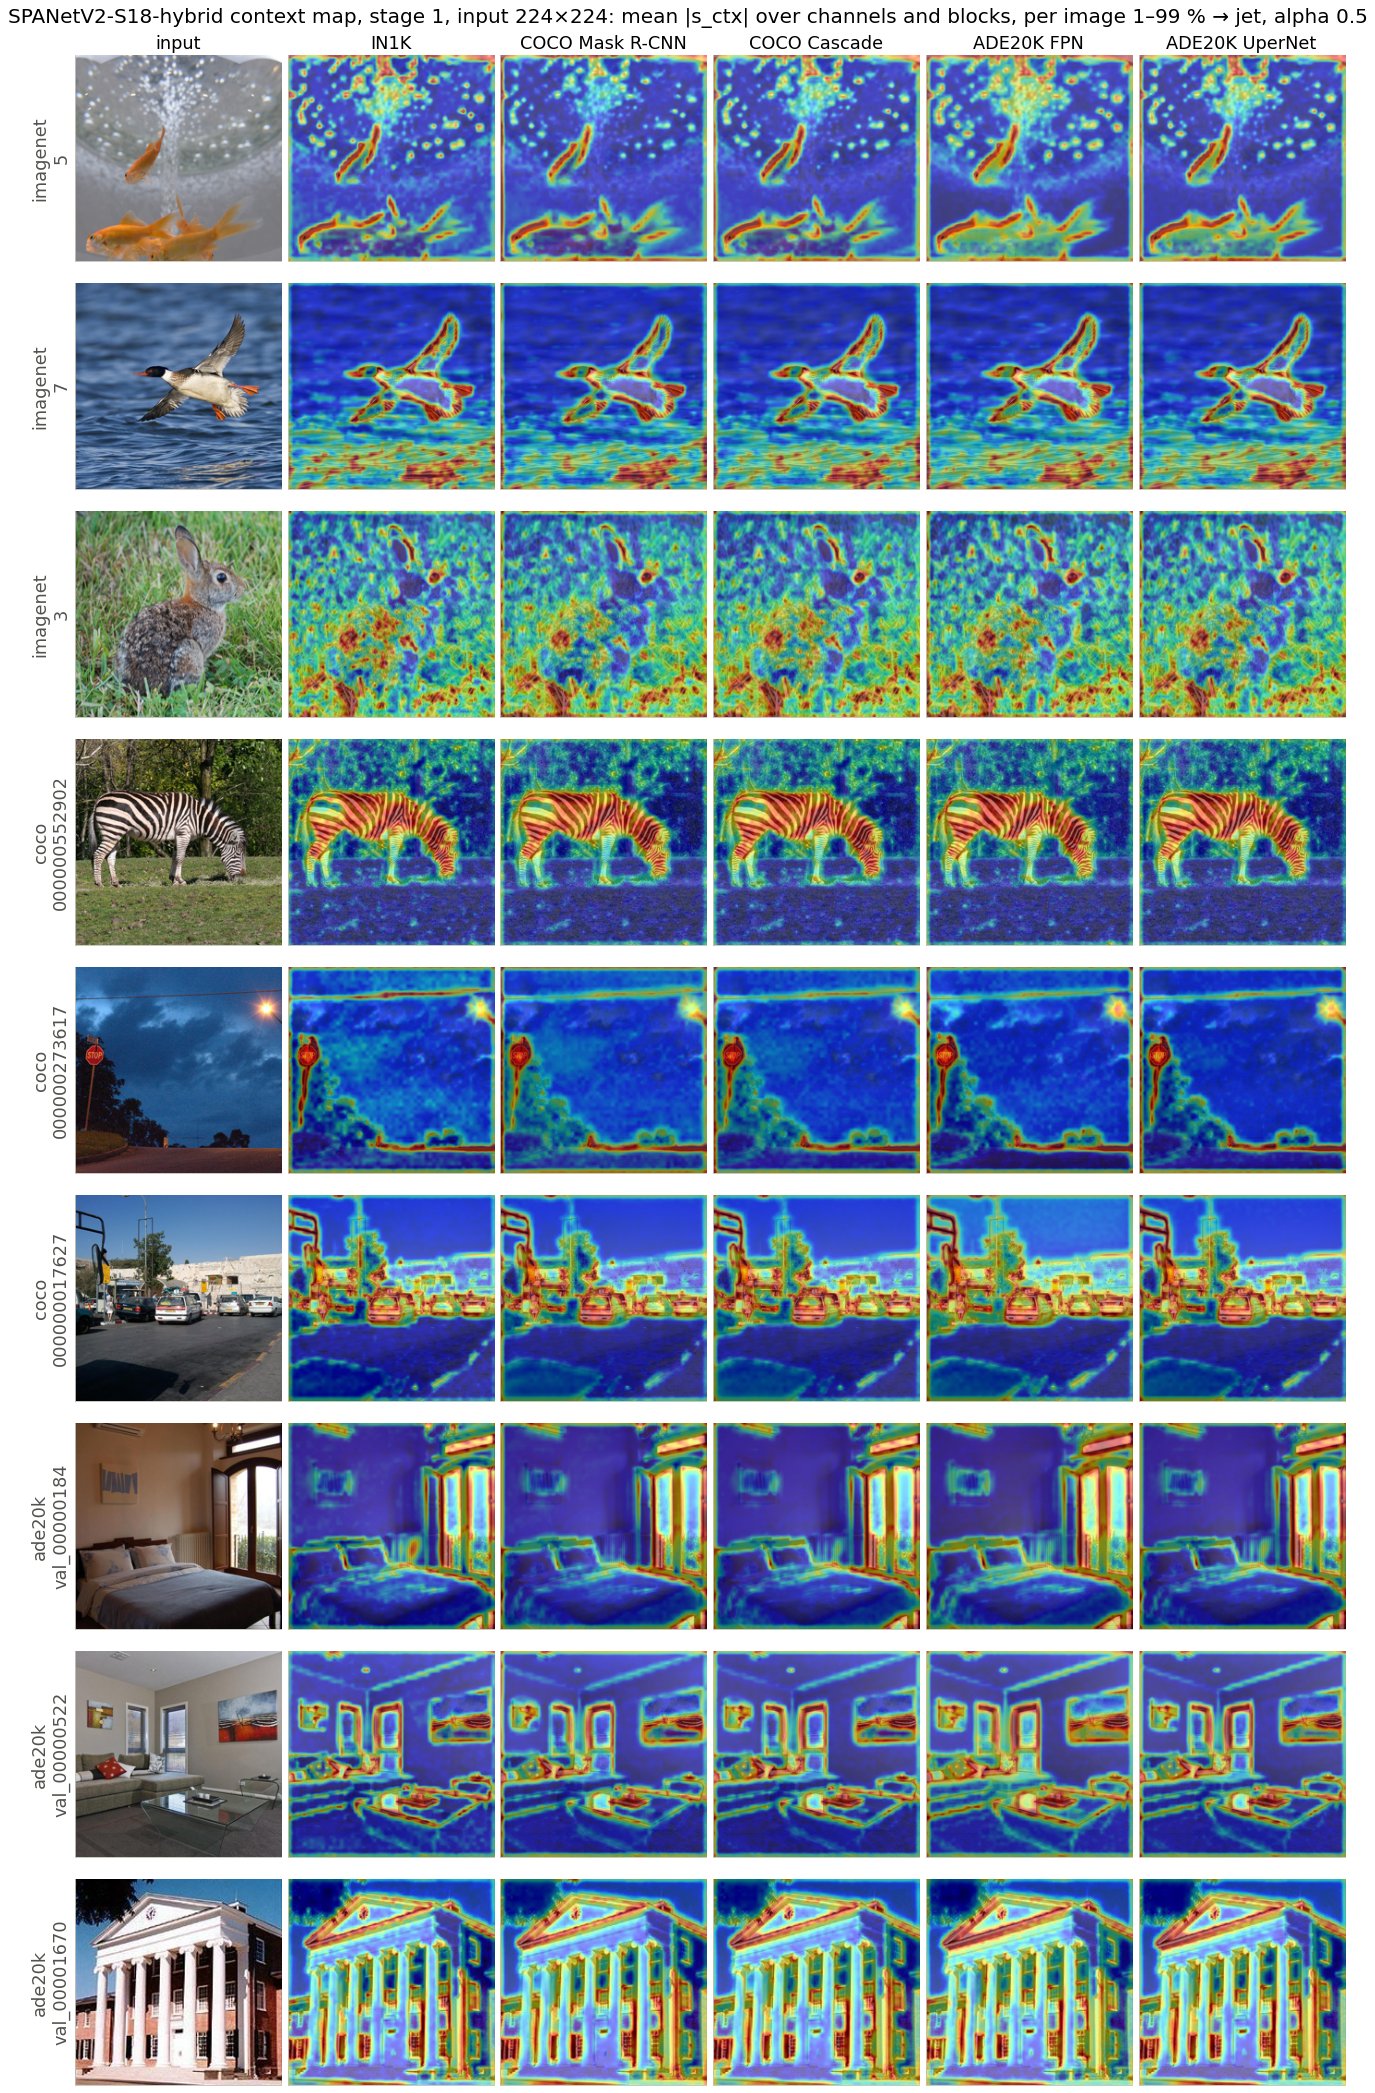 SPANetV2-S18-hybrid context map, stage 1, input 224×224: mean |s_ctx| over channels and blocks, per image 1–99 % → jet, alpha 0.5
input IN1K COCO Mask R-CNN COCO Cascade ADE20K FPN ADE20K UperNet
imagenet
5
imagenet
7
imagenet
3
coco
000000552902
coco
000000273617
STOP
coco
000000017627
ade20k
val_00000184
ade20k
val_00000522
ade20k
val_00001670